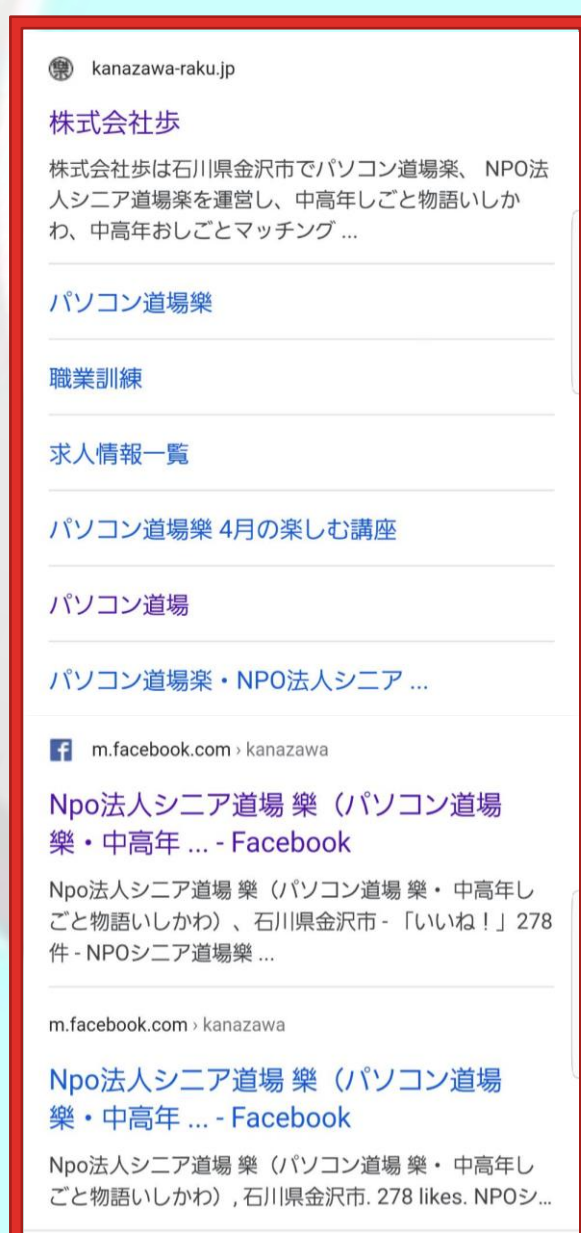 樂 kanazawa-raku.jp
株式会社歩
株式会社歩は石川県金沢市でパソコン道場楽、 NPO法
人シニア道場楽を運営し、中高年しごと物語いしか
わ、中高年おしごとマッチング ...
パソコン道場樂
職業訓練
求人情報一覧
パソコン道場樂 4月の楽しむ講座
パソコン道場
パソコン道場楽・NPO法人シニア ...
f m.facebook.com › kanazawa
Npo法人シニア道場 樂（パソコン道場
樂・中高年 ... - Facebook
Npo法人シニア道場 樂（パソコン道場 樂・ 中高年し
ごと物語いしかわ）、石川県金沢市 - 「いいね！」278
件 - NPOシニア道場樂 ...
m.facebook.com › kanazawa
Npo法人シニア道場 樂（パソコン道場
樂・中高年 ... - Facebook
Npo法人シニア道場 樂（パソコン道場 樂・ 中高年し
ごと物語いしかわ）, 石川県金沢市. 278 likes. NPOシ...